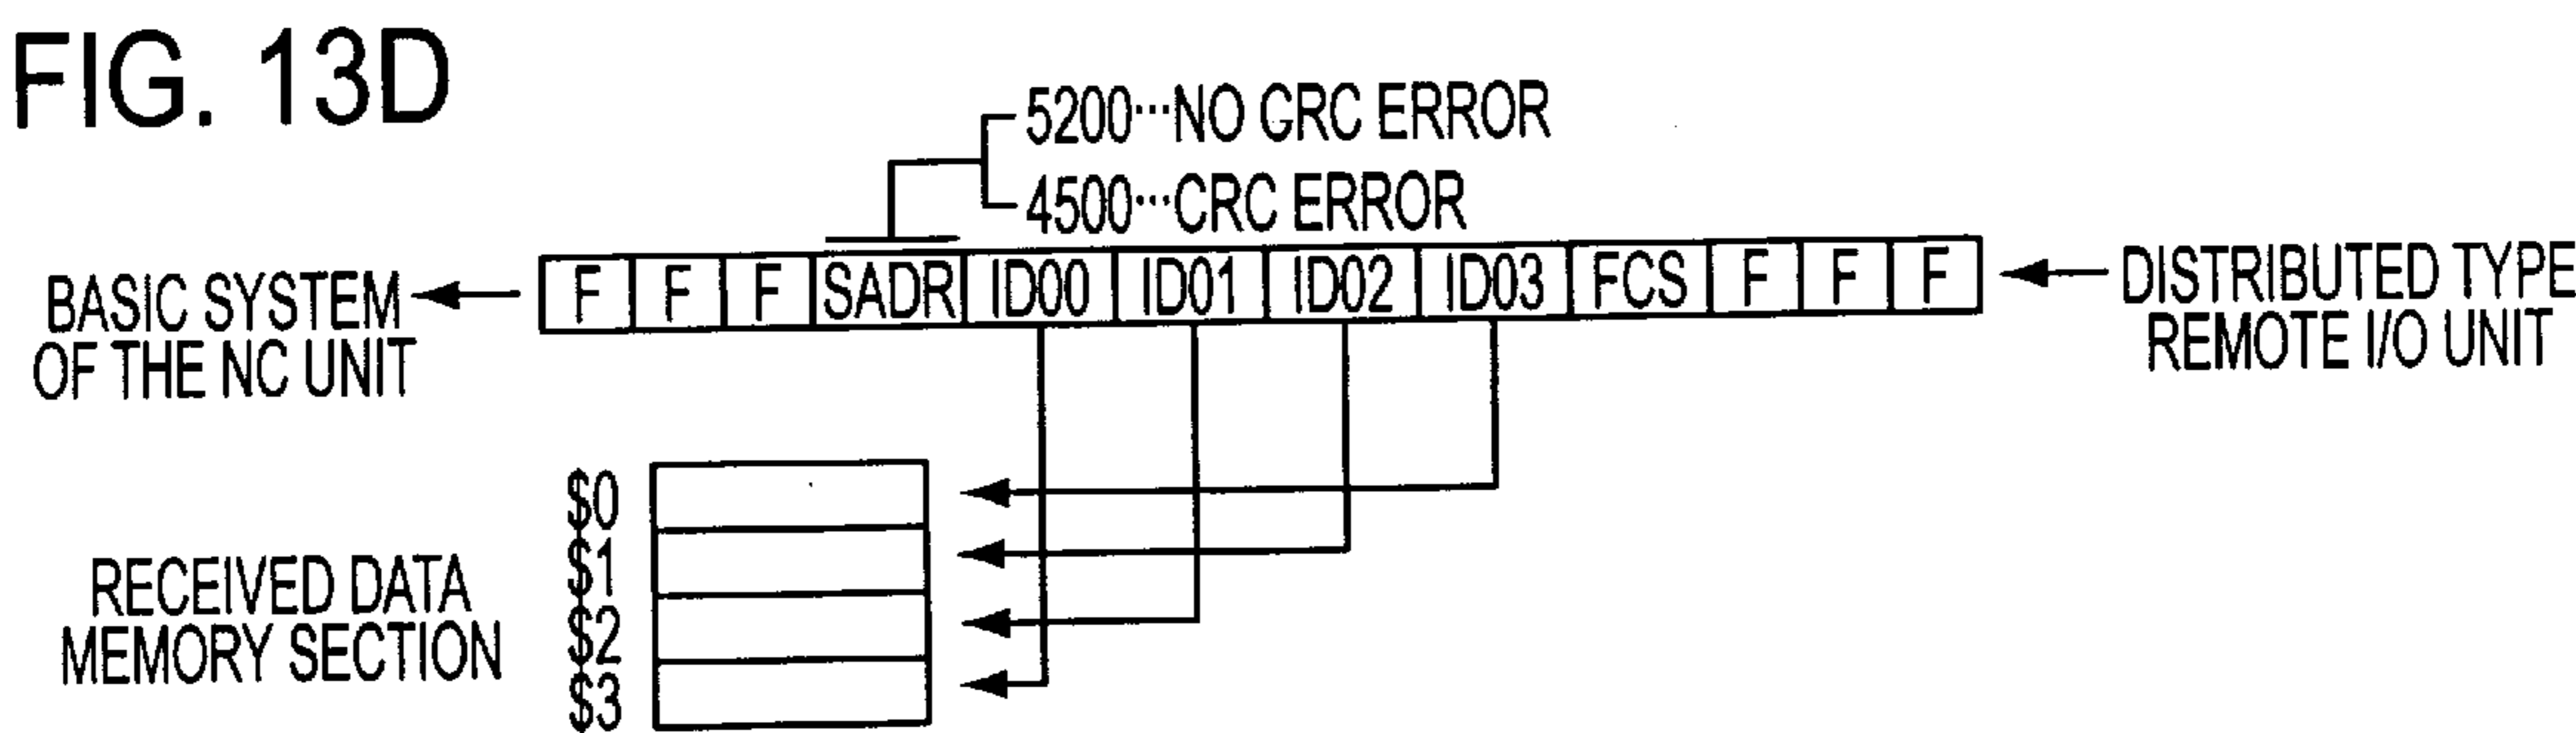 FIG. 13D
5200···NO CRC ERROR
4500···CRC ERROR
BASIC SYSTEM
OF THE NC UNIT
F F F SADR ID00 ID01 ID02 ID03 FCS F F F
DISTRIBUTED TYPE
REMOTE I/O UNIT
RECEIVED DATA
MEMORY SECTION
$0
$1
$2
$3